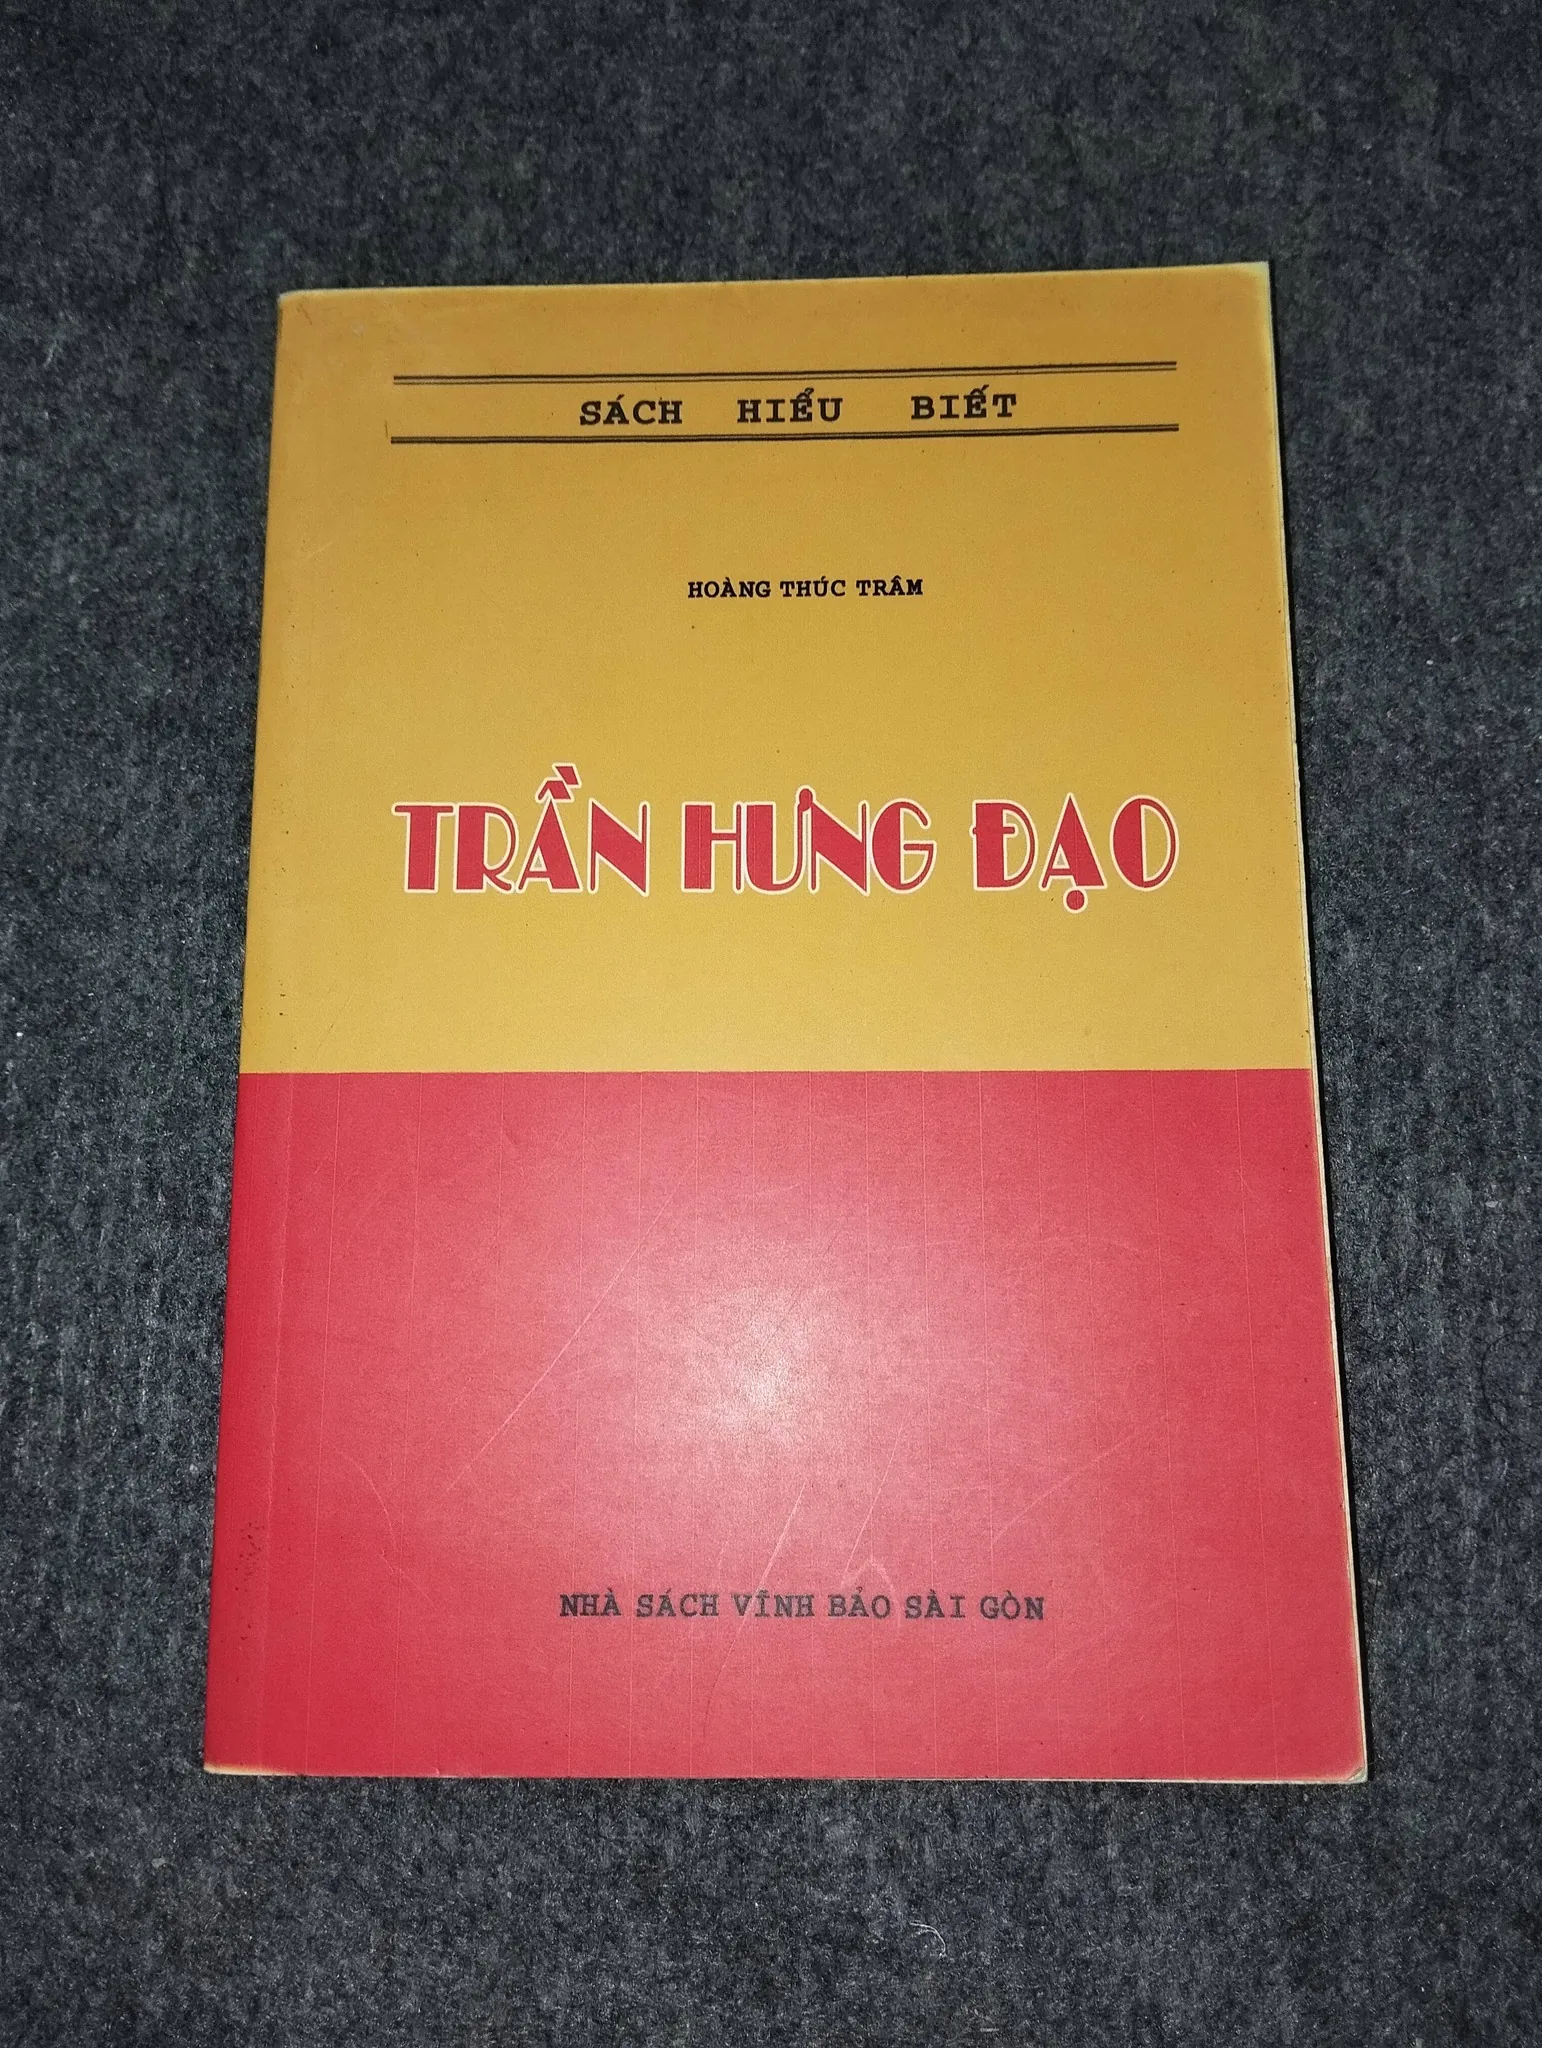 SÁCH HIỂU BIẾT
HOÀNG THÚC TRÂM
TRẦN HƯNG ĐẠO
NHÀ SÁCH VĨNH BẢO SÀI GÒN